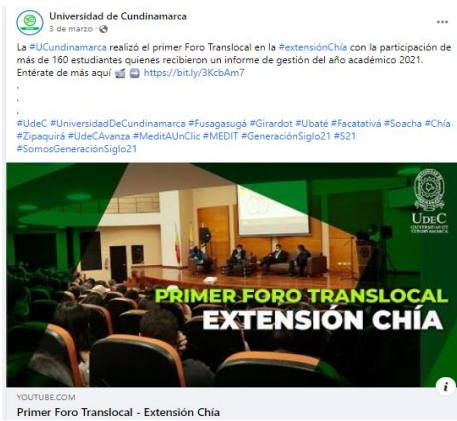 Universidad de Cundinamarca
3 de marzo ·
La #UCundinamarca realizó el primer Foro Translocal en la #extensiónChía con la participación de
más de 160 estudiantes quienes recibieron un informe de gestión del año académico 2021.
Entérate de más aquí https://bit.ly/3KcbAm7
.
.
.
#UdeC #UniversidadDeCundinamarca #Fusagasugá #Girardot #Ubaté #Facatativá #Soacha #Chía
#Zipaquirá #UdeCAvanza #MeditAUnClic #MEDIT #GeneraciónSiglo21 #S21
#SomosGeneraciónSiglo21
UDEC
UNIVERSIDAD DE
CUNDINAMARCA
PRIMER FORO TRANSLOCAL
EXTENSIÓN CHÍA
YOUTUBE.COM
Primer Foro Translocal - Extensión Chía